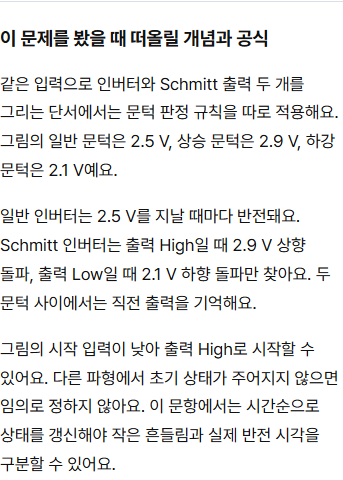 이 문제를 봤을 때 떠올릴 개념과 공식
같은 입력으로 인버터와 Schmitt 출력 두 개를
그리는 단서에서는 문턱 판정 규칙을 따로 적용해요.
그림의 일반 문턱은 2.5 V, 상승 문턱은 2.9 V, 하강
문턱은 2.1 V예요.
일반 인버터는 2.5 V를 지날 때마다 반전돼요.
Schmitt 인버터는 출력 High일 때 2.9 V 상향
돌파, 출력 Low일 때 2.1 V 하향 돌파만 찾아요. 두
문턱 사이에서는 직전 출력을 기억해요.
그림의 시작 입력이 낮아 출력 High로 시작할 수
있어요. 다른 파형에서 초기 상태가 주어지지 않으면
임의로 정하지 않아요. 이 문항에서는 시간순으로
상태를 갱신해야 작은 흔들림과 실제 반전 시각을
구분할 수 있어요.